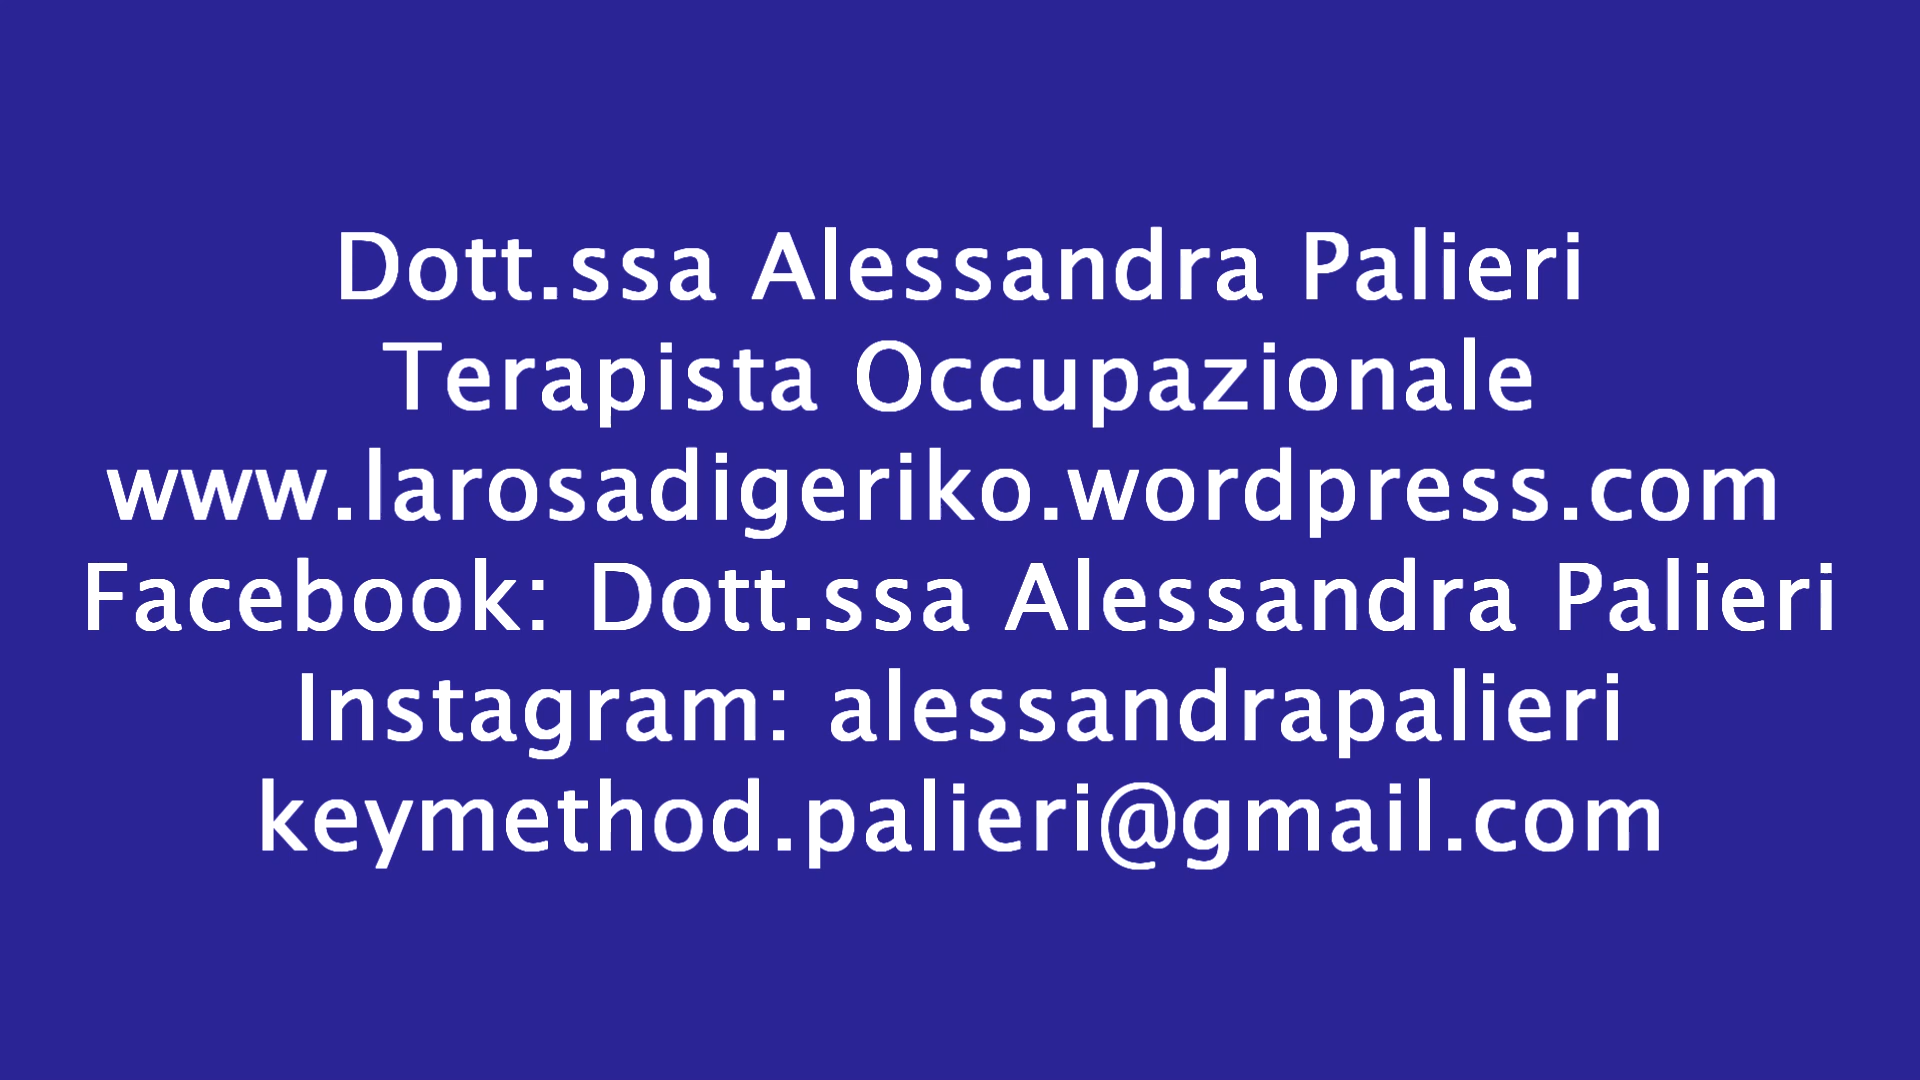 Dott.ssa Alessandra Palieri
Terapista Occupazionale
www.larosadigeriko.wordpress.com
Facebook: Dott.ssa Alessandra Palieri
Instagram: alessandrapalieri
keymethod.palieri@gmail.com